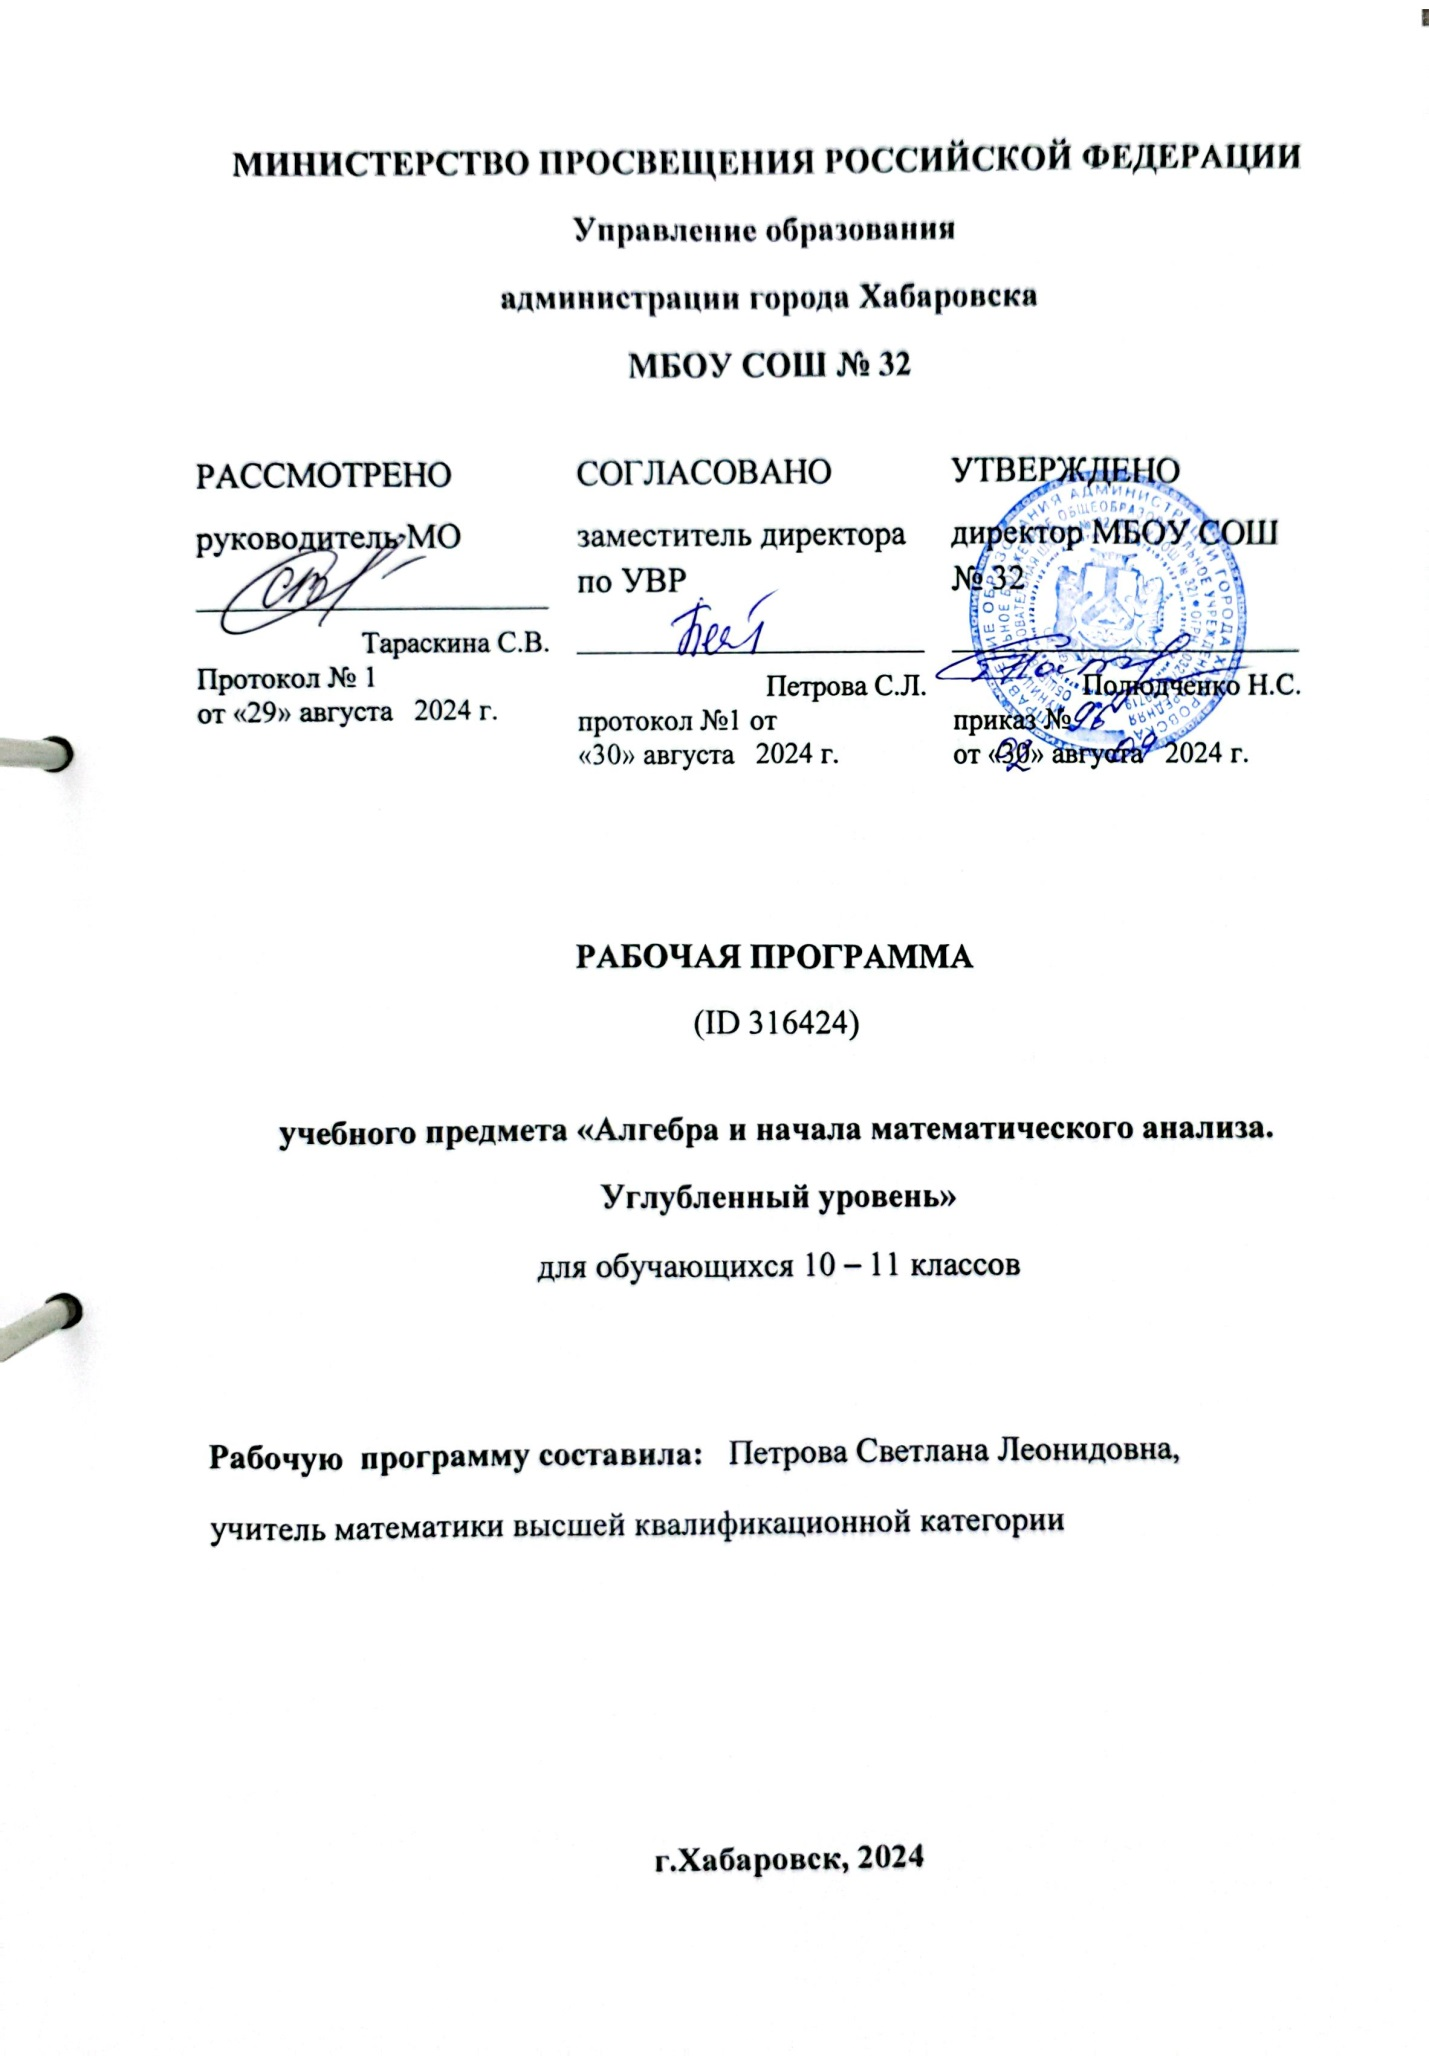 МИНИСТЕРСТВО ПРОСВЕЩЕНИЯ РОССИЙСКОЙ ФЕДЕРАЦИИ
Управление образования
администрации города Хабаровска
МБОУ СОШ № 32
РАССМОТРЕНО
руководитель МО
Тараскина С.В.
Протокол № 1
от «29» августа 2024 г.
СОГЛАСОВАНО
заместитель директора
по УВР
Петрова С.Л.
протокол №1 от
«30» августа 2024 г.
УТВЕРЖДЕНО
директор МБОУ СОШ
№ 32
Полюдченко Н.С.
приказ № 96
от «30» августа 2024 г.
02 09
РАБОЧАЯ ПРОГРАММА
(ID 316424)
учебного предмета «Алгебра и начала математического анализа.
Углубленный уровень»
для обучающихся 10 – 11 классов
Рабочую программу составила: Петрова Светлана Леонидовна,
учитель математики высшей квалификационной категории
г.Хабаровск, 2024